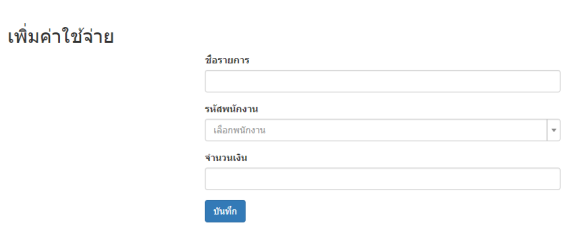 เพิ่มค่าใช้จ่าย
ชื่อรายการ
รหัสพนักงาน
เลือกพนักงาน
จำนวนเงิน
บันทึก